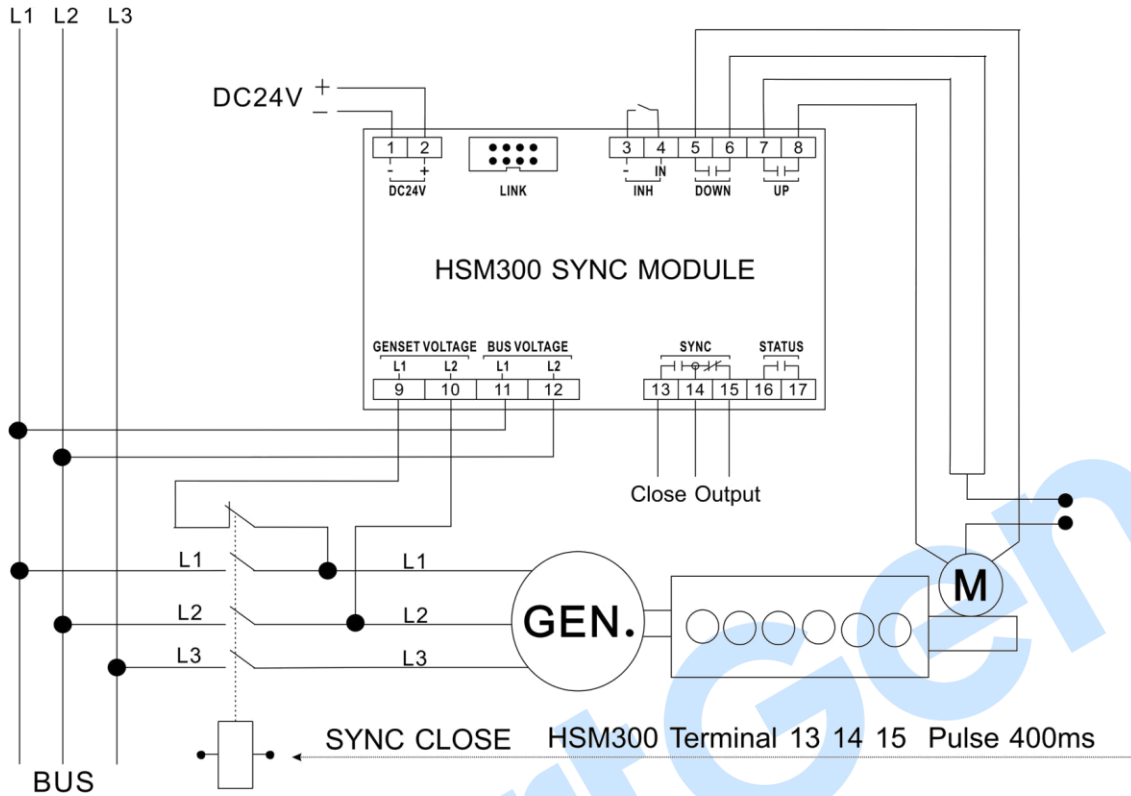 L1 L2 L3
DC24V + −
1 2
- +
DC24V
LINK
3 4 5 6 7 8
- IN
INH DOWN UP
HSM300 SYNC MODULE
GENSET VOLTAGE BUS VOLTAGE SYNC STATUS
L1 L2 L1 L2
9 10 11 12 13 14 15 16 17
Close Output
L1 L1
L2 L2
L3 L3
GEN.
M
SYNC CLOSE HSM300 Terminal 13 14 15 Pulse 400ms
BUS